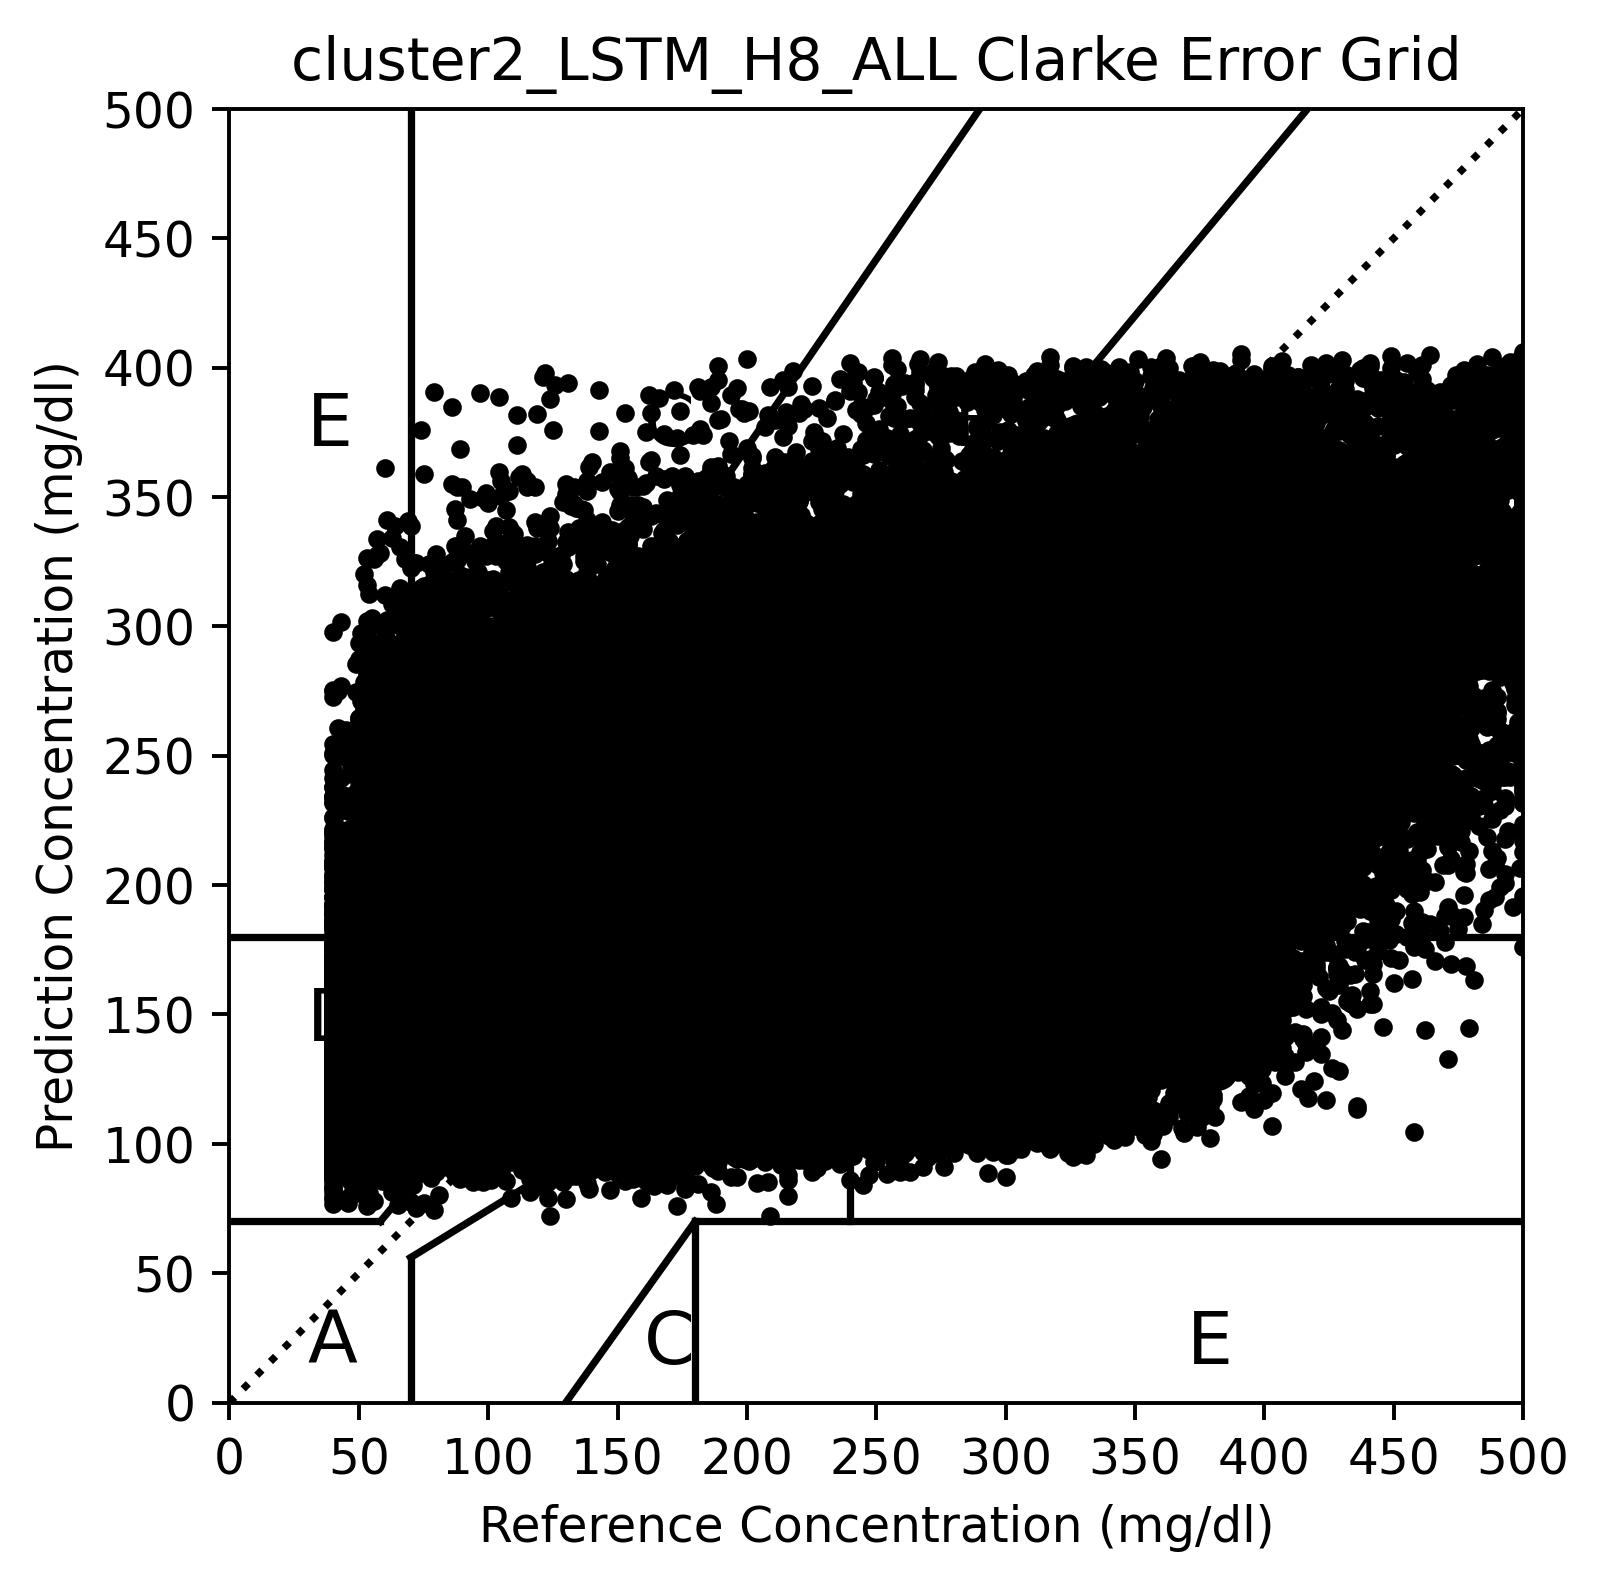 cluster2_LSTM_H8_ALL Clarke Error Grid
500
450
400
350
300
250
200
150
100
50
0
Prediction Concentration (mg/dl)
E
A
C
E
0 50 100 150 200 250 300 350 400 450 500
Reference Concentration (mg/dl)